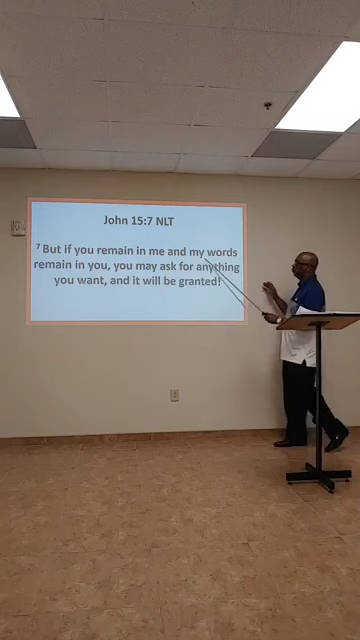 John 15:7 NLT
7 But if you remain in me and my words
remain in you, you may ask for anything
you want, and it will be granted!